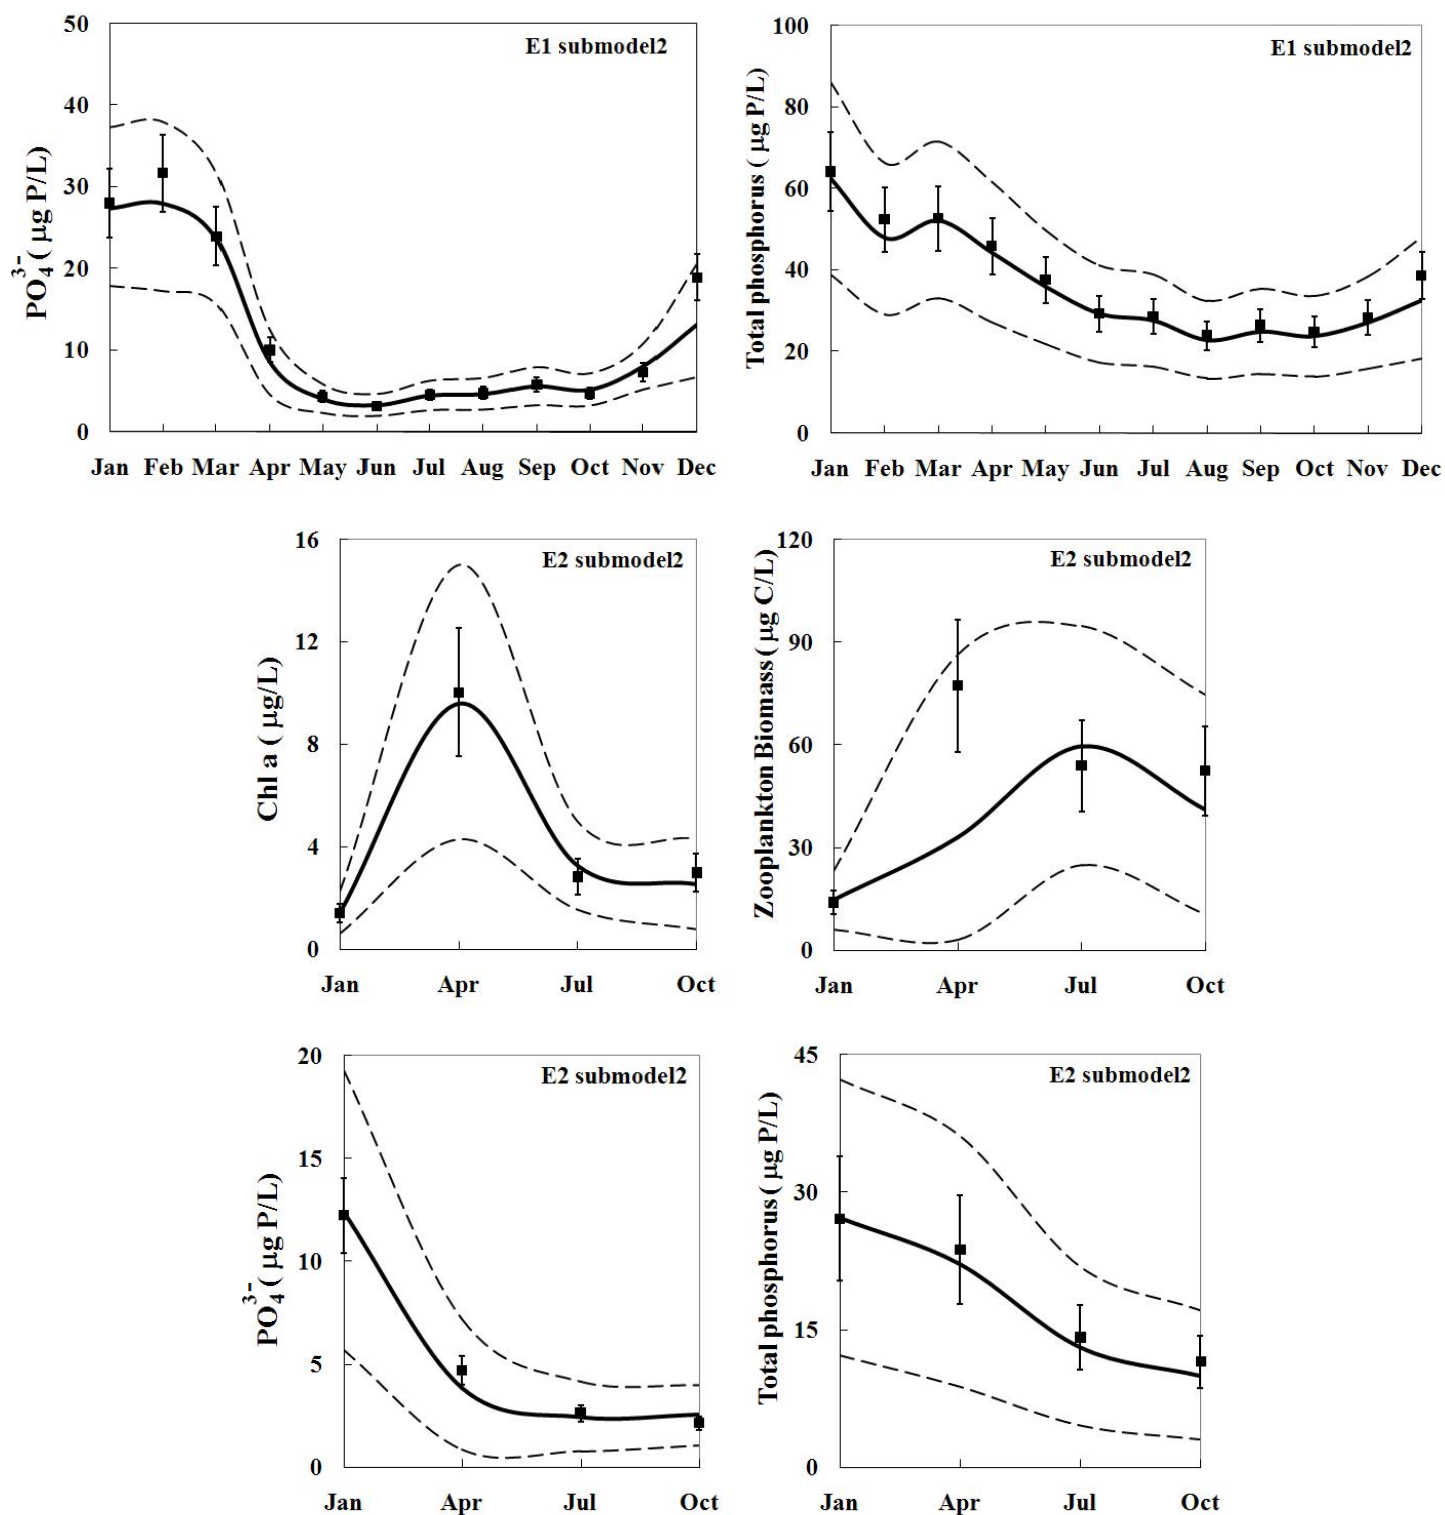 E1 submodel2
PO₄³⁻ ( μg P/L)
50
40
30
20
10
0
Jan Feb Mar Apr May Jun Jul Aug Sep Oct Nov Dec
E1 submodel2
Total phosphorus ( μg P/L)
100
80
60
40
20
0
Jan Feb Mar Apr May Jun Jul Aug Sep Oct Nov Dec
E2 submodel2
Chl a ( μg/L)
16
12
8
4
0
Jan Apr Jul Oct
E2 submodel2
Zooplankton Biomass ( μg C/L)
120
90
60
30
0
Jan Apr Jul Oct
E2 submodel2
PO₄³⁻ ( μg P/L)
20
15
10
5
0
Jan Apr Jul Oct
E2 submodel2
Total phosphorus ( μg P/L)
45
30
15
0
Jan Apr Jul Oct